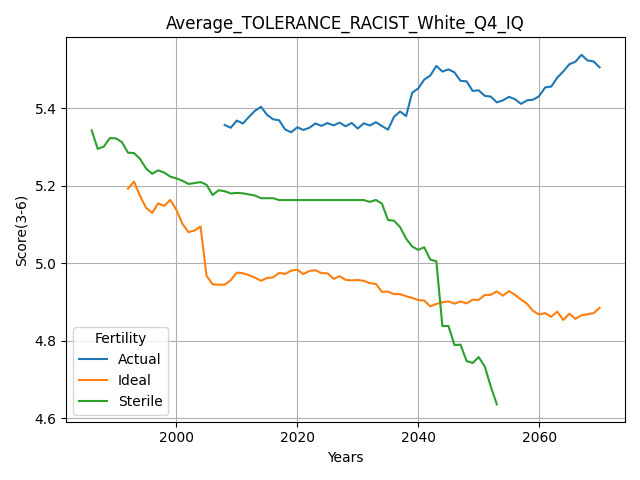 Average_TOLERANCE_RACIST_White_Q4_IQ
Score(3-6)
5.4
5.2
5.0
4.8
4.6
Fertility
Actual
Ideal
Sterile
2000
2020
2040
2060
Years